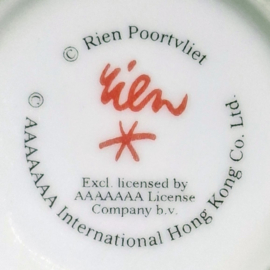 © Rien Poortvliet
Rien
Excl. licensed by
AAAAAAA License
Company b.v.
© AAAAAAA International Hong Kong Co. Ltd.